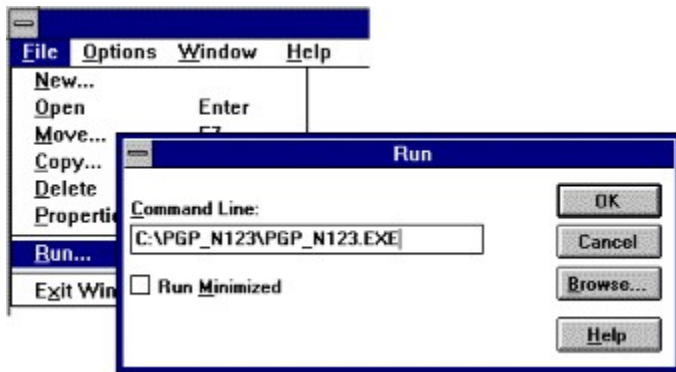 File Options Window Help
New...
Open Enter
Move... F7
Copy...
Delete
Run...
Run
Command Line:
C:\PGP_N123\PGP_N123.EXE
Run Minimized
OK
Cancel
Browse...
Help